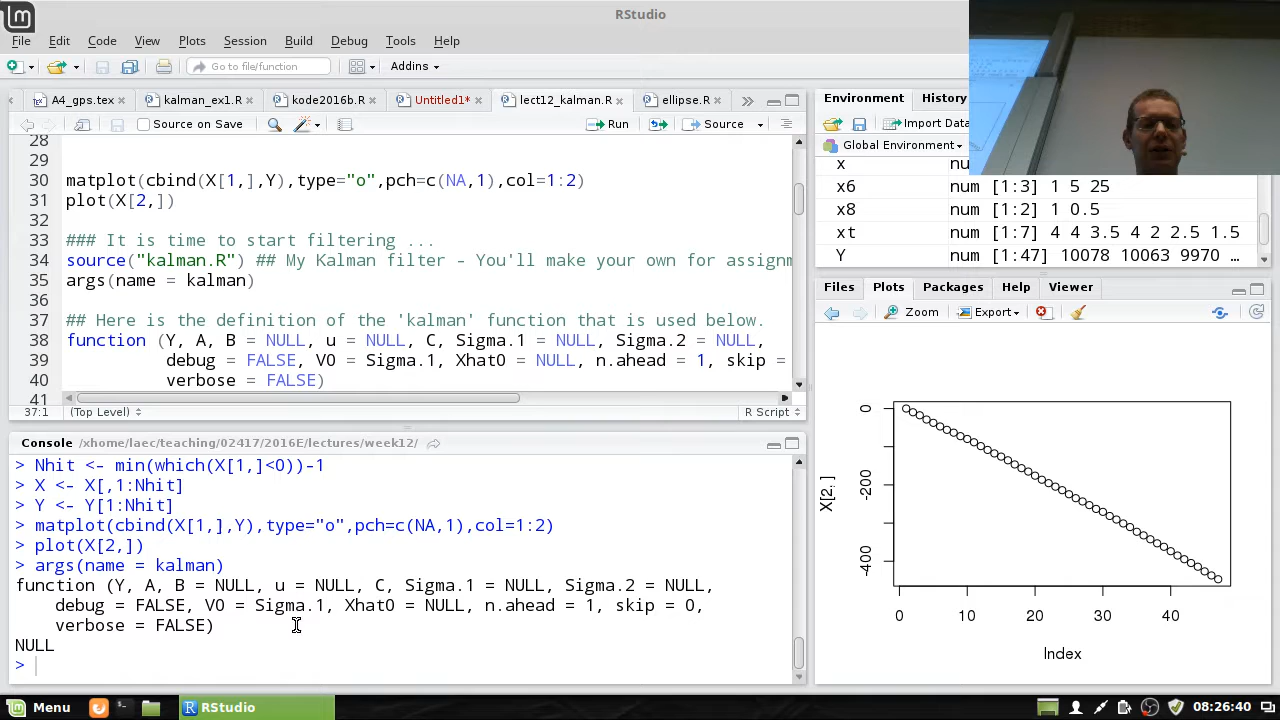 RStudio
File Edit Code View Plots Session Build Debug Tools Help
Go to file/function Addins
A4_gps.tex kalman_ex1.R kode2016b.R Untitled1* lect12_kalman.R ellipse.R
Source on Save Run Source
28
29
30 matplot(cbind(X[1,],Y),type="o",pch=c(NA,1),col=1:2)
31 plot(X[2,])
32
33 ### It is time to start filtering ...
34 source("kalman.R") ## My Kalman filter - You'll make your own for assignm
35 args(name = kalman)
36
37 ## Here is the definition of the 'kalman' function that is used below.
38 function (Y, A, B = NULL, u = NULL, C, Sigma.1 = NULL, Sigma.2 = NULL,
39 debug = FALSE, V0 = Sigma.1, Xhat0 = NULL, n.ahead = 1, skip =
40 verbose = FALSE)
41
37:1 (Top Level) R Script
Console /xhome/laec/teaching/02417/2016E/lectures/week12/
> Nhit <- min(which(X[1,]<0))-1
> X <- X[,1:Nhit]
> Y <- Y[1:Nhit]
> matplot(cbind(X[1,],Y),type="o",pch=c(NA,1),col=1:2)
> plot(X[2,])
> args(name = kalman)
function (Y, A, B = NULL, u = NULL, C, Sigma.1 = NULL, Sigma.2 = NULL,
debug = FALSE, V0 = Sigma.1, Xhat0 = NULL, n.ahead = 1, skip = 0,
verbose = FALSE)
NULL
>
Environment History
Import Data
Global Environment
x nu
x6 num [1:3] 1 5 25
x8 num [1:2] 1 0.5
xt num [1:7] 4 4 3.5 4 2 2.5 1.5
Y num [1:47] 10078 10063 9970 …
Files Plots Packages Help Viewer
Zoom Export
X[2, ]
0
-200
-400
0 10 20 30 40
Index
Menu RStudio 08:26:40